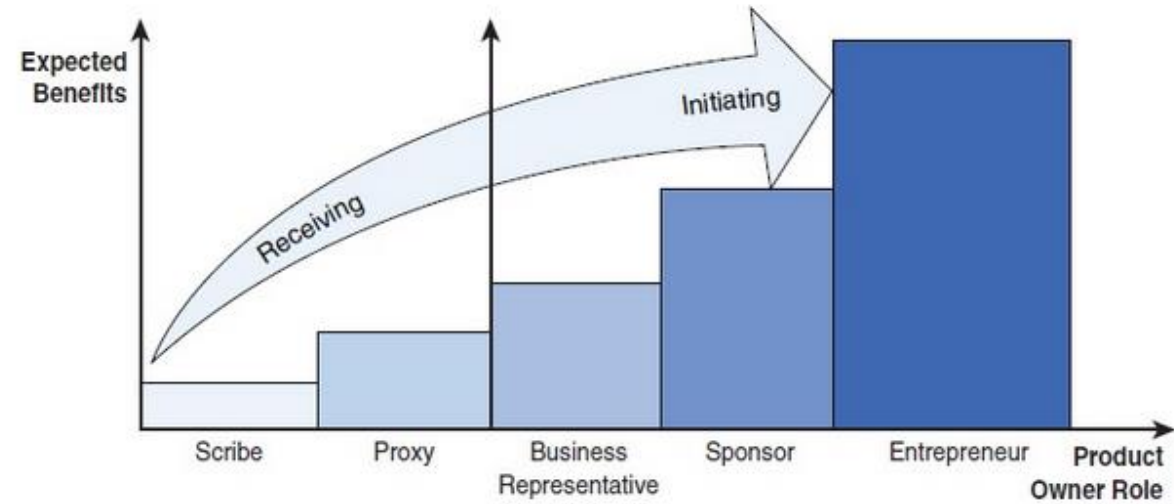 Expected
Benefits
Receiving
Initiating
Scribe
Proxy
Business
Representative
Sponsor
Entrepreneur
Product
Owner Role